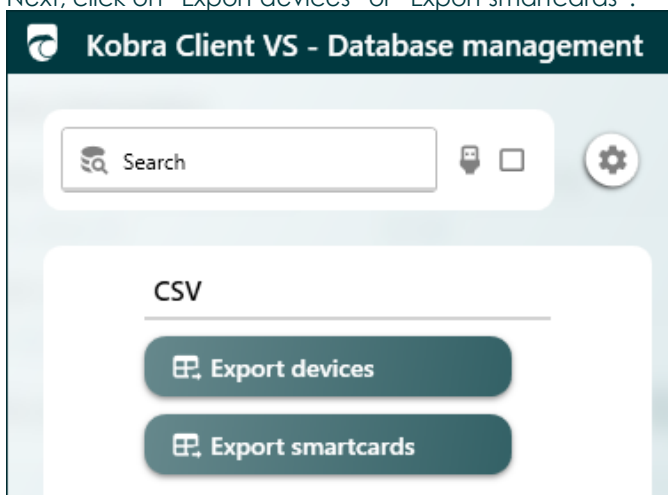 Next, click on "Export devices" or "Export smartcards".
Kobra Client VS - Database management
Search
CSV
Export devices
Export smartcards